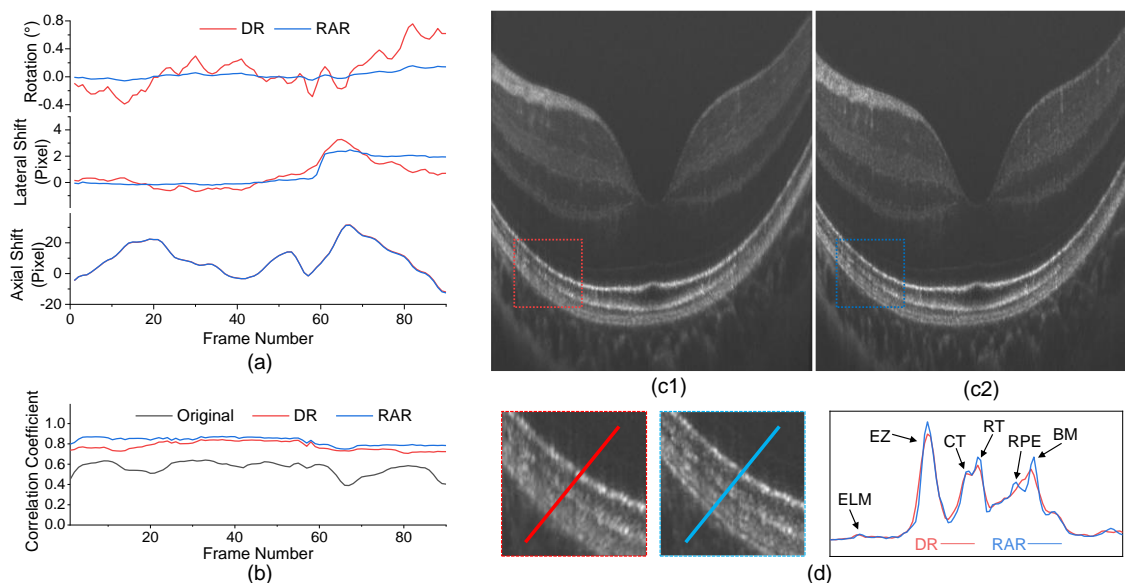 DR RAR
Rotation (°)
0.8
0.4
0.0
-0.4
Lateral Shift
(Pixel)
4
2
0
Axial Shift
(Pixel)
20
0
-20
0 20 40 60 80
Frame Number
(a)
Original DR RAR
Correlation Coefficient
1.0
0.8
0.6
0.4
0.2
0.0
0 20 40 60 80
Frame Number
(b)
(c1)
(c2)
EZ
CT
RT
RPE
BM
ELM
DR RAR
(d)